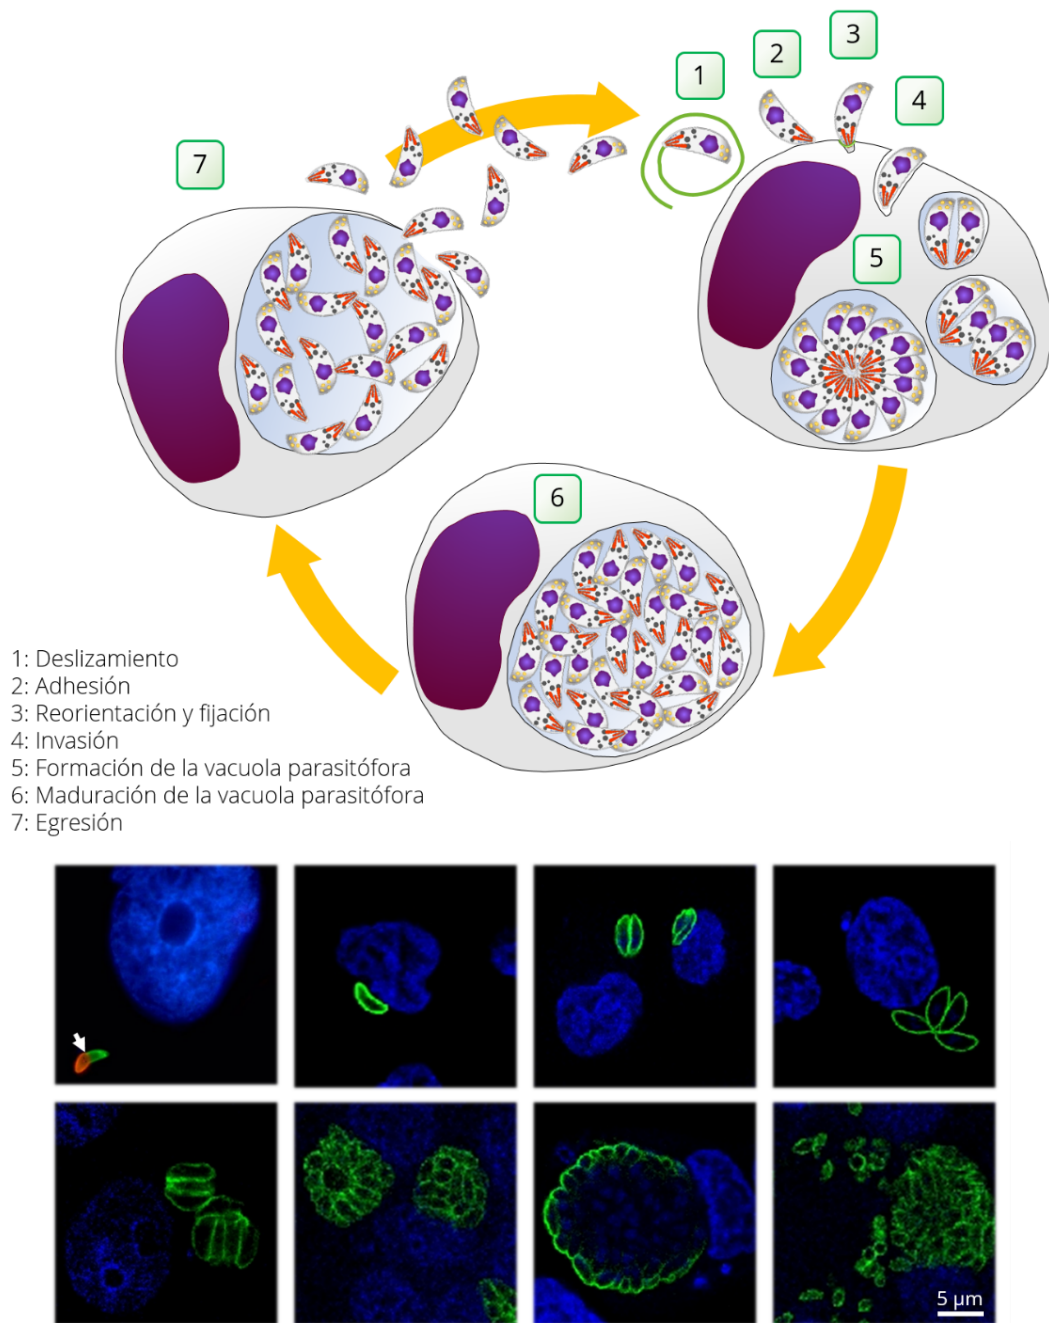 1
2
3
4
5
6
7
1: Deslizamiento
2: Adhesión
3: Reorientación y fijación
4: Invasión
5: Formación de la vacuola parasitófora
6: Maduración de la vacuola parasitófora
7: Egresión
5 µm